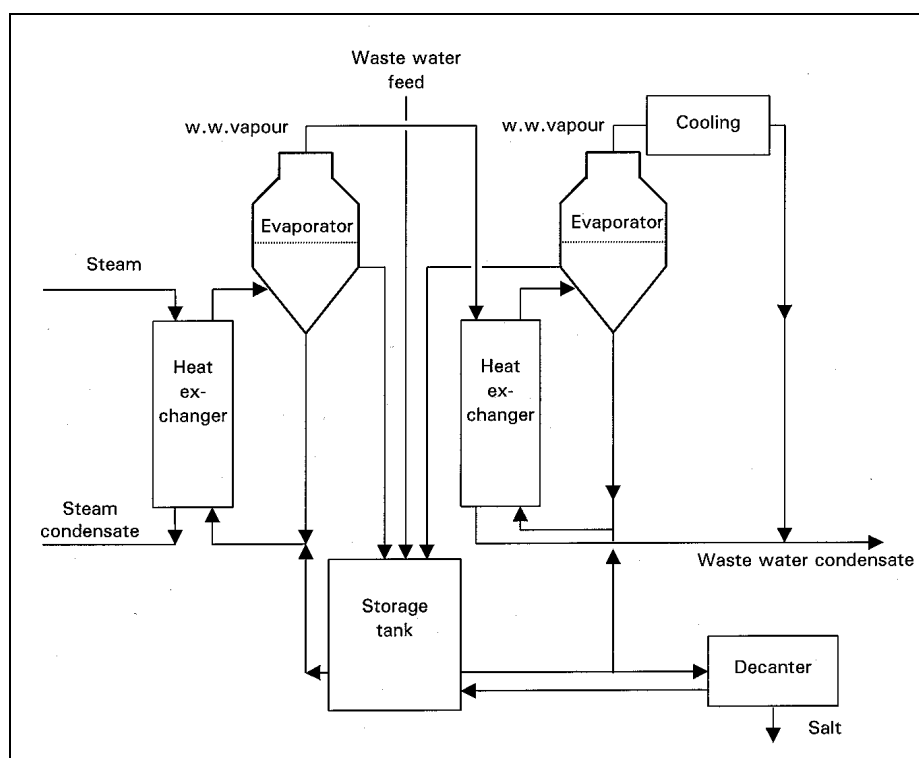 Waste water
feed
w.w.vapour
w.w.vapour
Cooling
Evaporator
Evaporator
Steam
Heat
ex-
changer
Heat
ex-
changer
Steam
condensate
Waste water condensate
Storage
tank
Decanter
Salt